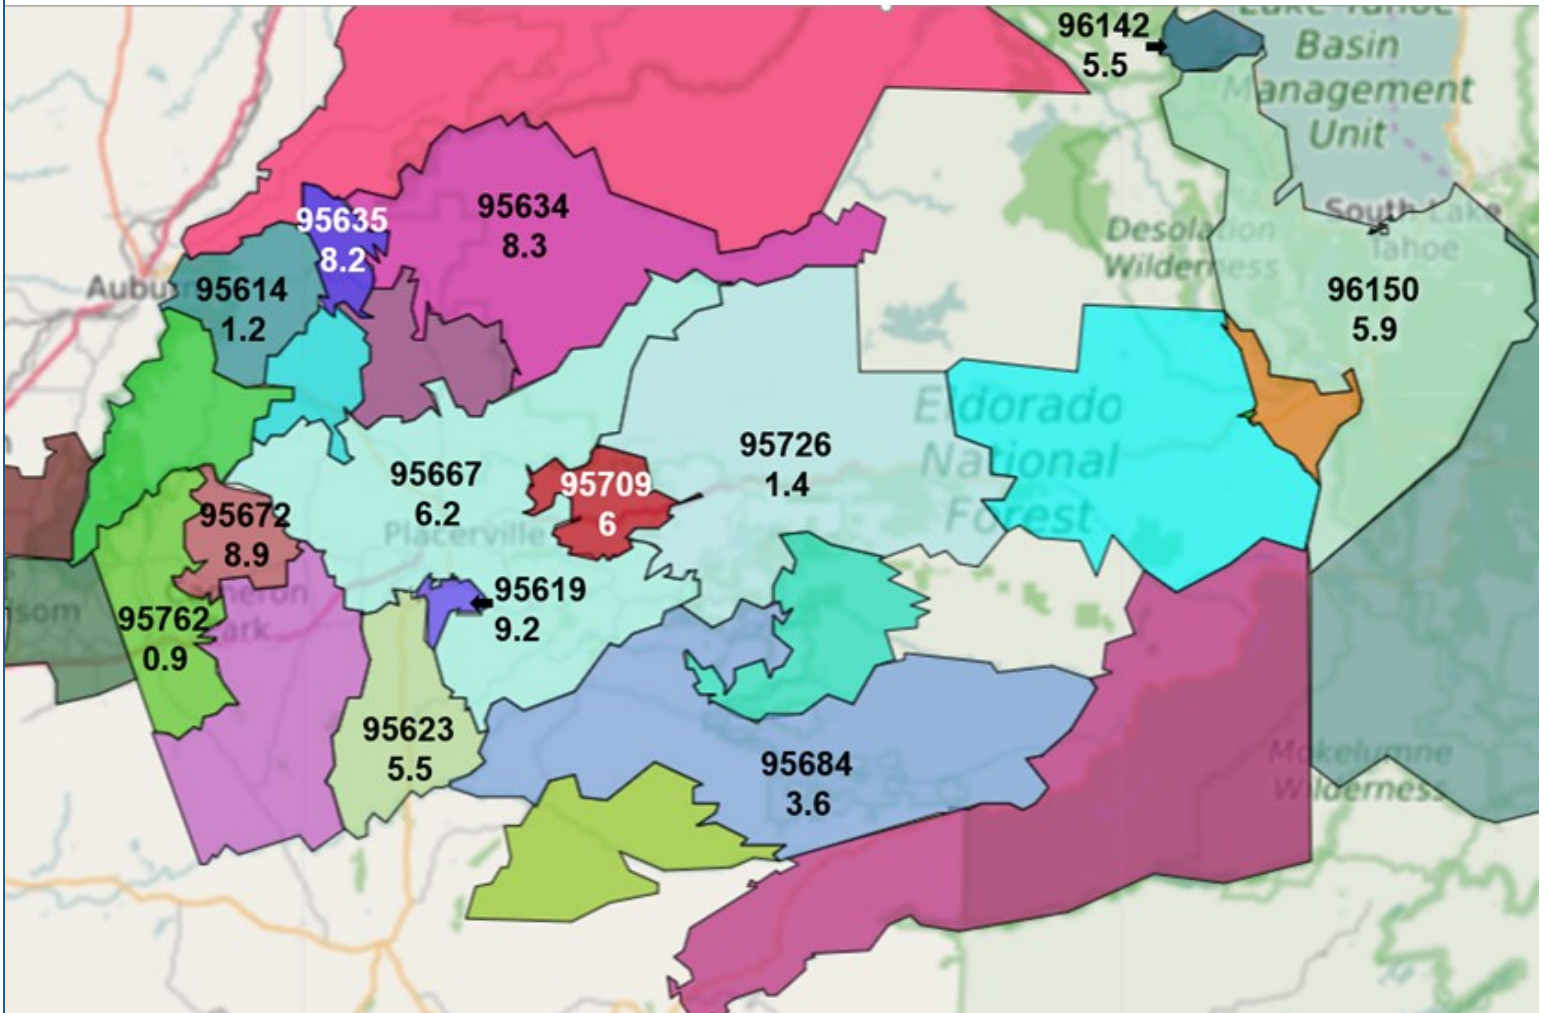 96142
5.5
Lake Tahoe
Basin
Management
Unit
95635
8.2
95634
8.3
Desolation
Wilderness
South Lake
Tahoe
95614
1.2
96150
5.9
Eldorado
National
Forest
95726
1.4
95667
6.2
Placerville
95709
6
95672
8.9
95619
9.2
95762
0.9
95623
5.5
95684
3.6
Mokelumne
Wilderness